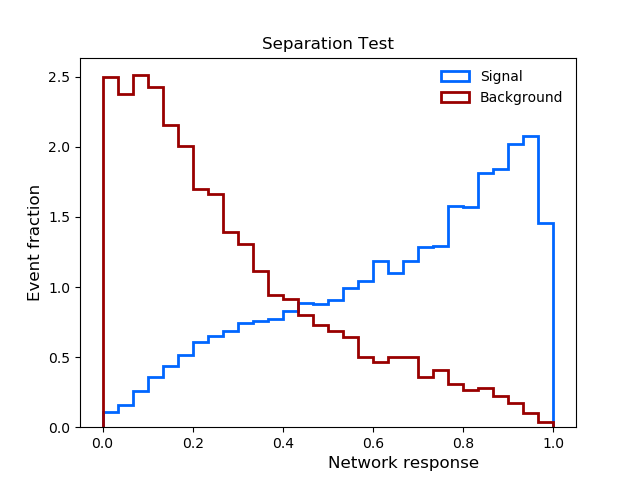 Separation Test
Signal
Background
Event fraction
2.5
2.0
1.5
1.0
0.5
0.0
0.0 0.2 0.4 0.6 0.8 1.0
Network response